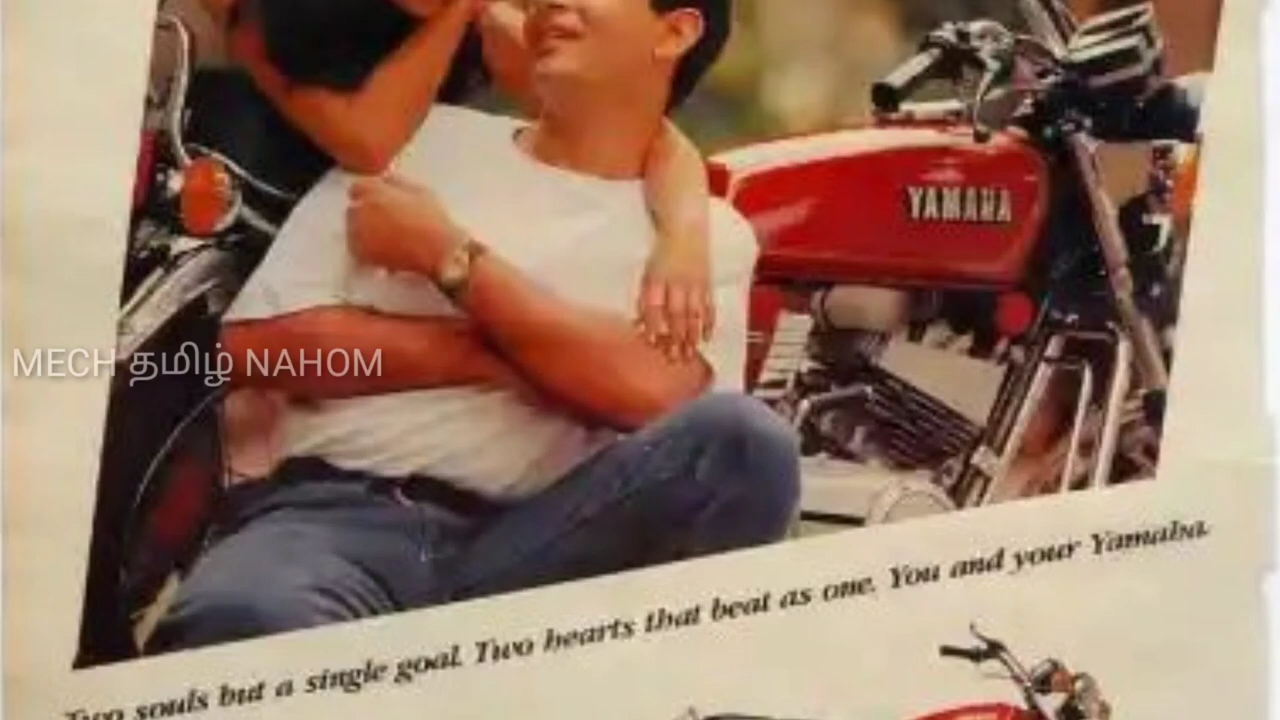 YAMAHA
MECH தமிழ் NAHOM
Two souls but a single goal. Two hearts that beat as one. You and your Yamaha.